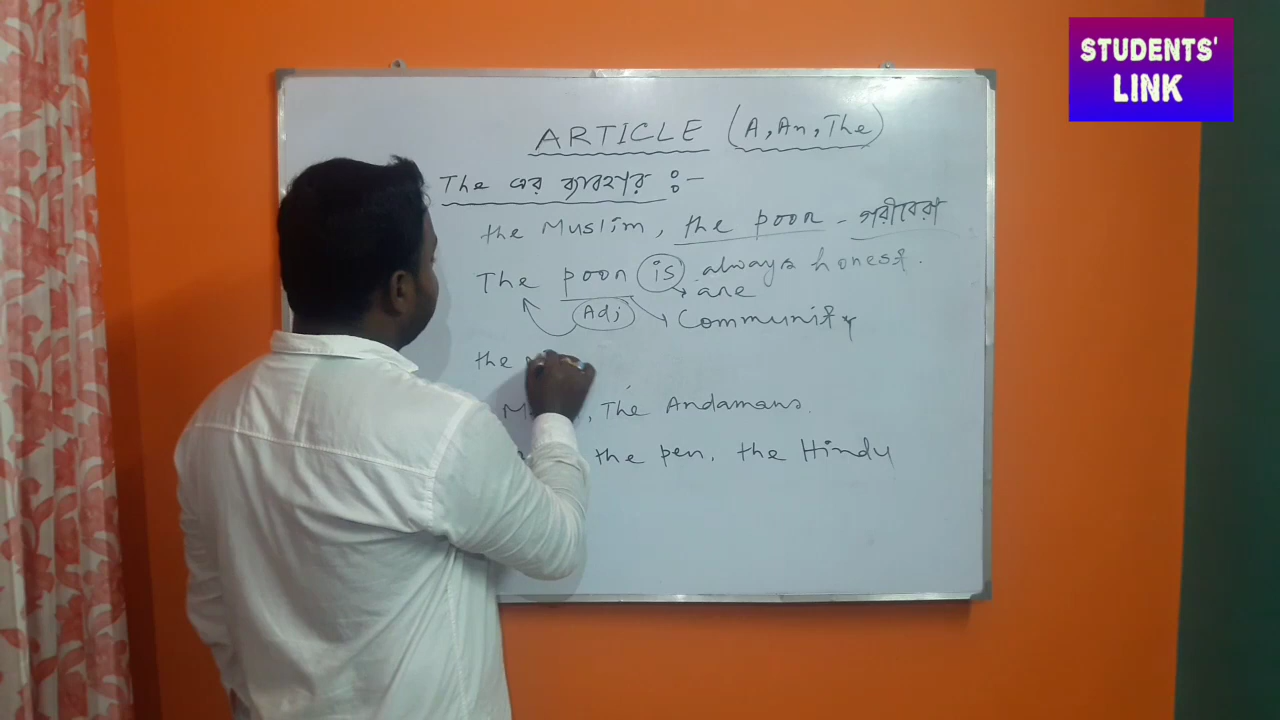 STUDENTS'
LINK
ARTICLE (A, An, The)
The এর ব্যবহার :-
the Muslim, the poor - গরীবেরা
The poor is always honest.
are
Adj
Community
the
, The Andamans.
the pen. the Hindu